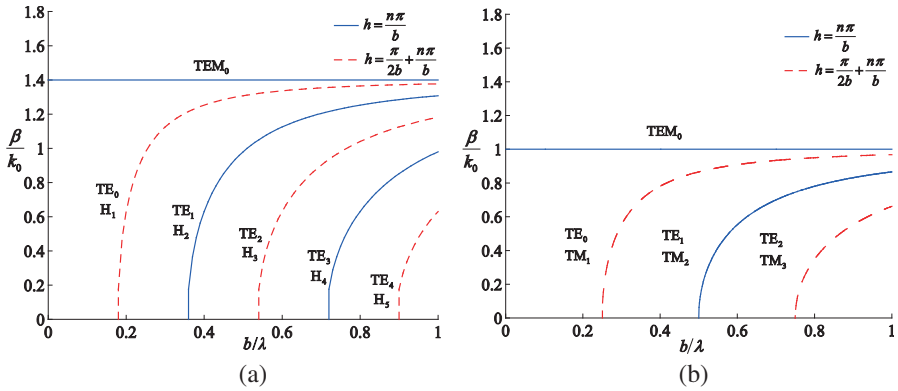 1.8
1.6
1.4
1.2
1
0.8
0.6
0.4
0.2
0
β/k₀
0 0.2 0.4 0.6 0.8 1
b/λ
h = nπ/b
h = π/2b + nπ/b
TEM₀
TE₀
H₁
TE₁
H₂
TE₂
H₃
TE₃
H₄
TE₄
H₅
(a)
1.8
1.6
1.4
1.2
1
0.8
0.6
0.4
0.2
0
β/k₀
0 0.2 0.4 0.6 0.8 1
b/λ
h = nπ/b
h = π/2b + nπ/b
TEM₀
TE₀
TM₁
TE₁
TM₂
TE₂
TM₃
(b)